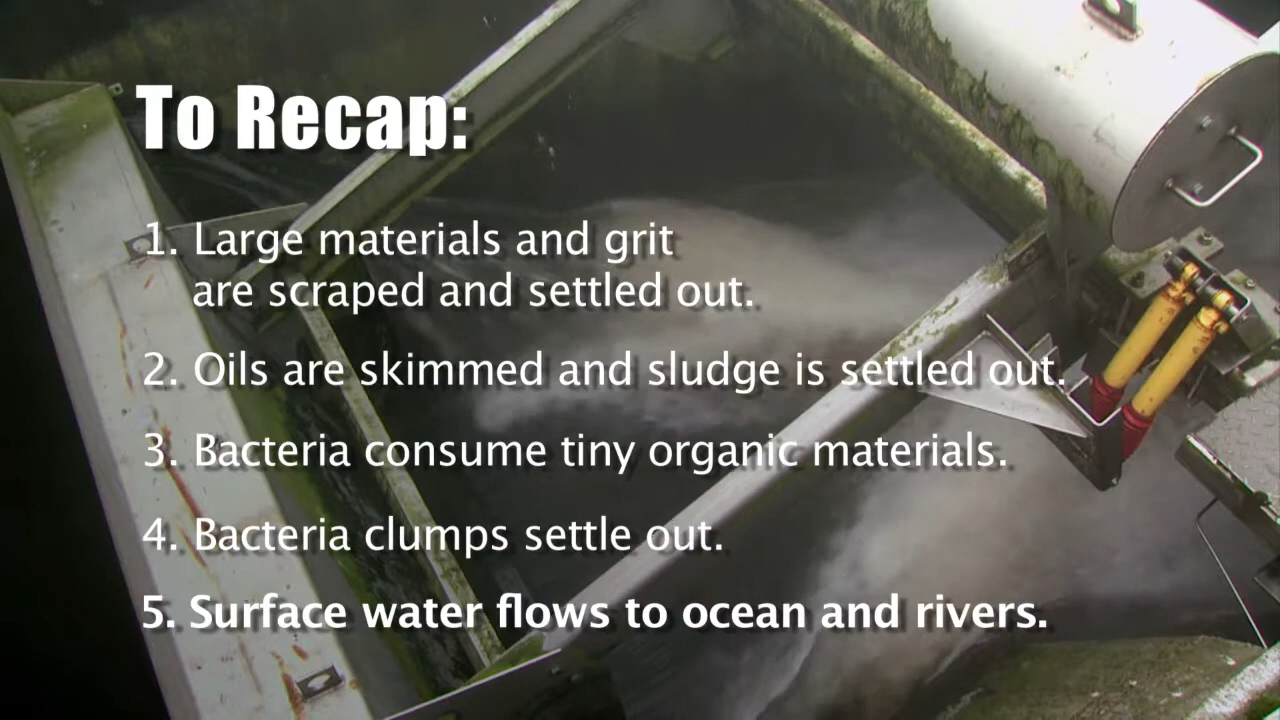 To Recap:
1. Large materials and grit
are scraped and settled out.
2. Oils are skimmed and sludge is settled out.
3. Bacteria consume tiny organic materials.
4. Bacteria clumps settle out.
5. Surface water flows to ocean and rivers.